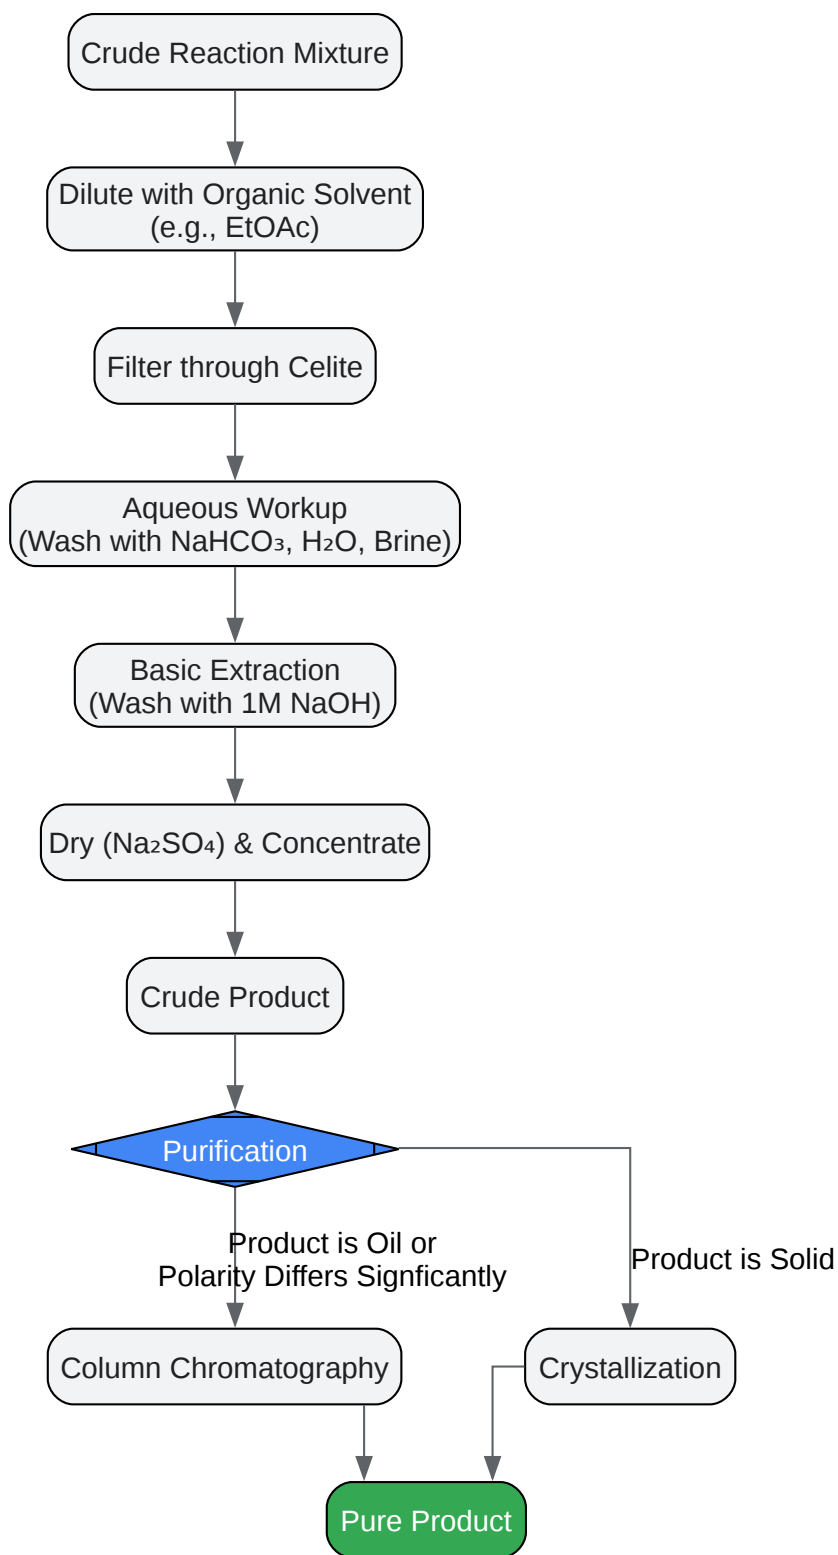 Crude Reaction Mixture
Dilute with Organic Solvent
(e.g., EtOAc)
Filter through Celite
Aqueous Workup
(Wash with NaHCO₃, H₂O, Brine)
Basic Extraction
(Wash with 1M NaOH)
Dry (Na₂SO₄) & Concentrate
Crude Product
Purification
Product is Oil or
Polarity Differs Signficantly
Product is Solid
Column Chromatography
Crystallization
Pure Product